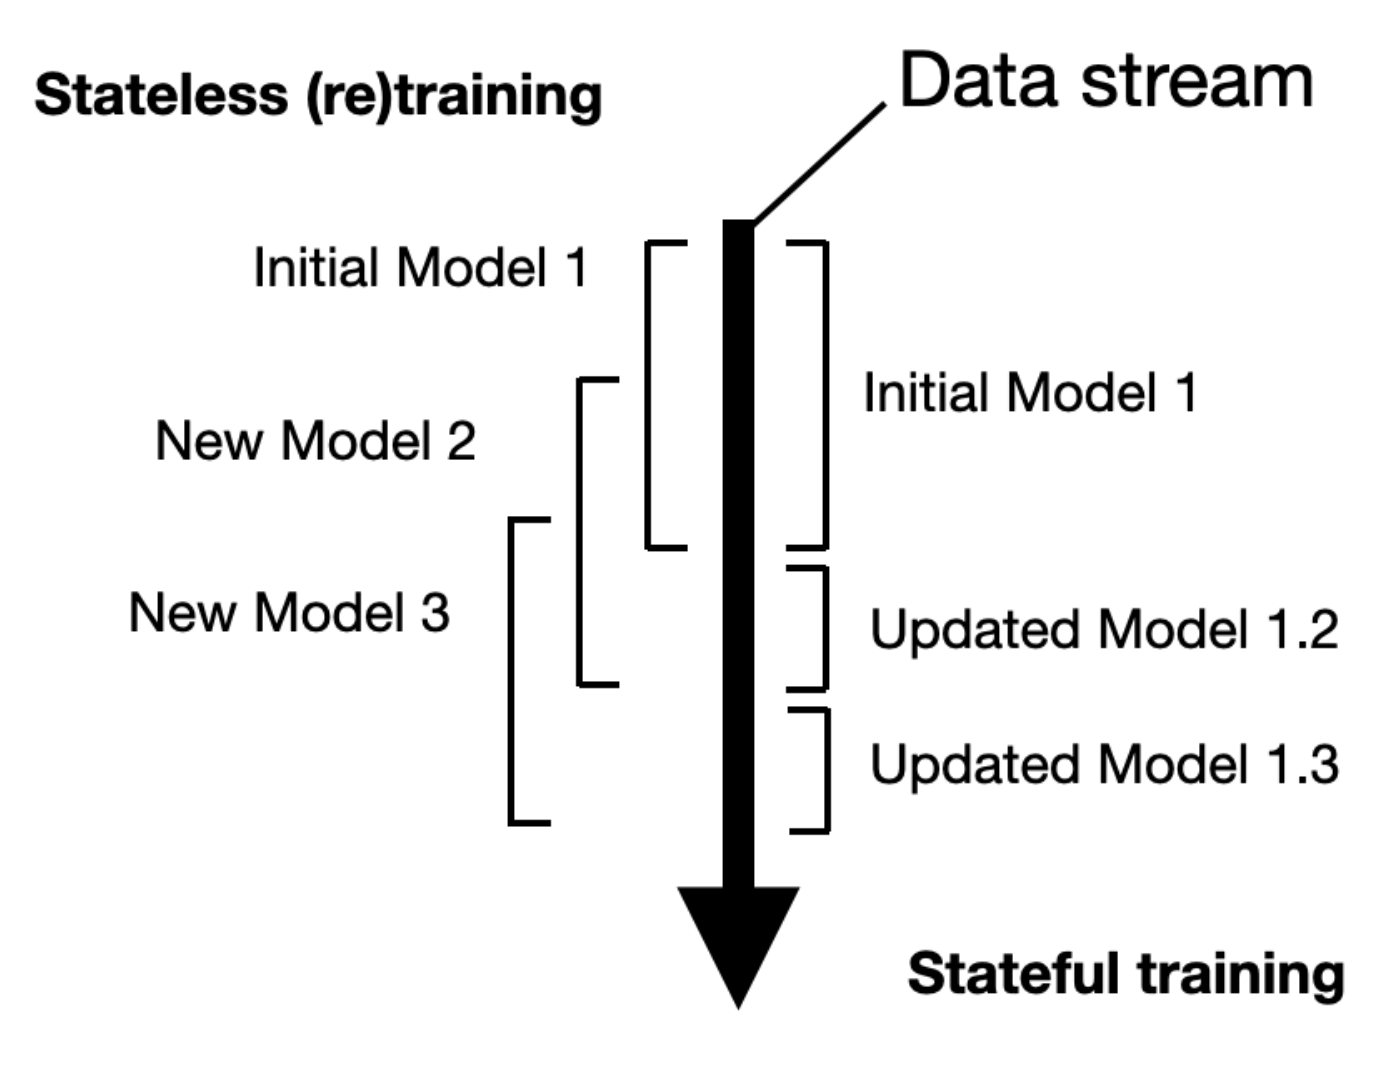 Stateless (re)training
Data stream
Initial Model 1
New Model 2
New Model 3
Initial Model 1
Updated Model 1.2
Updated Model 1.3
Stateful training